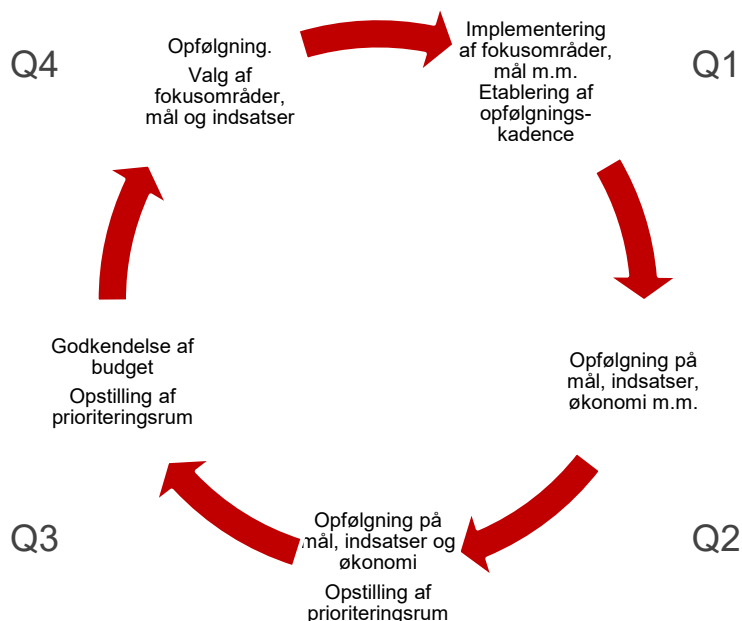 Q4
Opfølgning.
Valg af
fokusområder,
mål og indsatser
Implementering
af fokusområder,
mål m.m.
Etablering af
opfølgnings-
kadence
Q1
Opfølgning på
mål, indsatser,
økonomi m.m.
Q2
Opfølgning på
mål, indsatser og
økonomi
Opstilling af
prioriteringsrum
Q3
Godkendelse af
budget
Opstilling af
prioriteringsrum